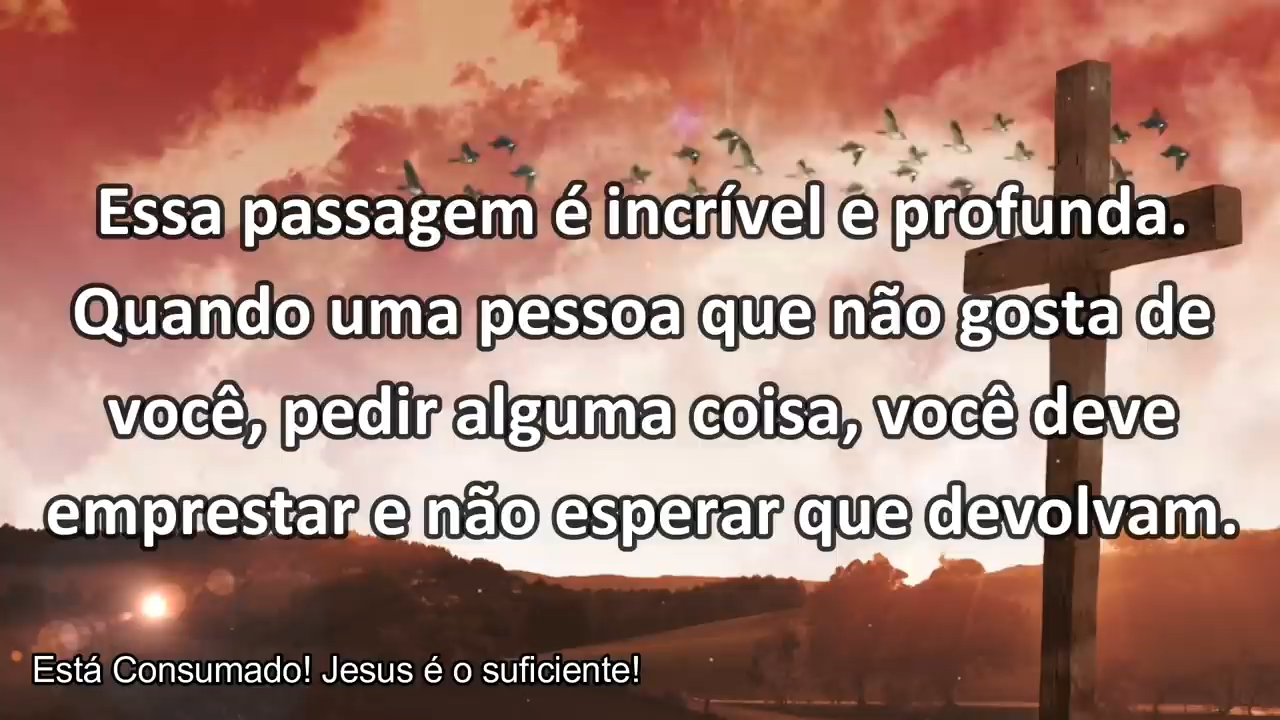 Essa passagem é incrível e profunda.
Quando uma pessoa que não gosta de
você, pedir alguma coisa, você deve
emprestar e não esperar que devolvam.
Está Consumado! Jesus é o suficiente!